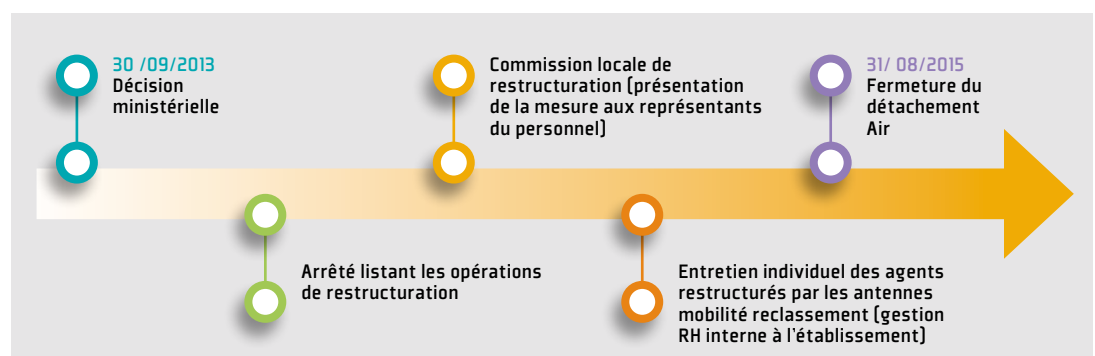 30 /09/2013
Décision
ministérielle
Arrêté listant les opérations
de restructuration
Commission locale de
restructuration (présentation
de la mesure aux représentants
du personnel)
Entretien individuel des agents
restructurés par les antennes
mobilité reclassement (gestion
RH interne à l'établissement)
31/ 08/2015
Fermeture du
détachement
Air